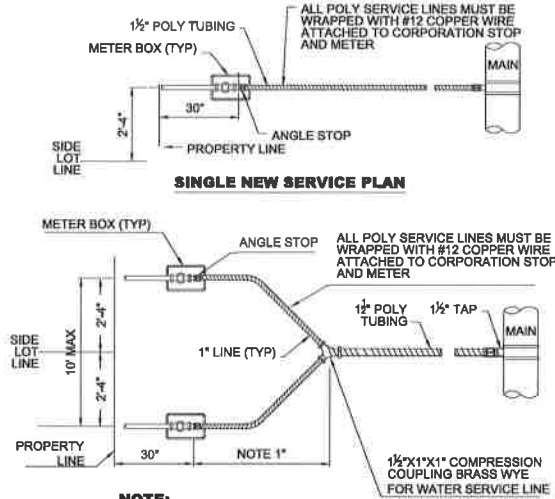 1½" POLY TUBING
METER BOX (TYP)
ALL POLY SERVICE LINES MUST BE
WRAPPED WITH #12 COPPER WIRE
ATTACHED TO CORPORATION STOP
AND METER
MAIN
30"
2'-4"
ANGLE STOP
SIDE
LOT
LINE
PROPERTY LINE
SINGLE NEW SERVICE PLAN
METER BOX (TYP)
ANGLE STOP
ALL POLY SERVICE LINES MUST BE
WRAPPED WITH #12 COPPER WIRE
ATTACHED TO CORPORATION STOP
AND METER
1½" POLY
TUBING
1½" TAP
MAIN
SIDE
LOT
LINE
10' MAX
2'-4"
2'-4"
1" LINE (TYP)
PROPERTY
LINE
30"
NOTE 1"
1½"X1"X1" COMPRESSION
COUPLING BRASS WYE
FOR WATER SERVICE LINE
NOTE: